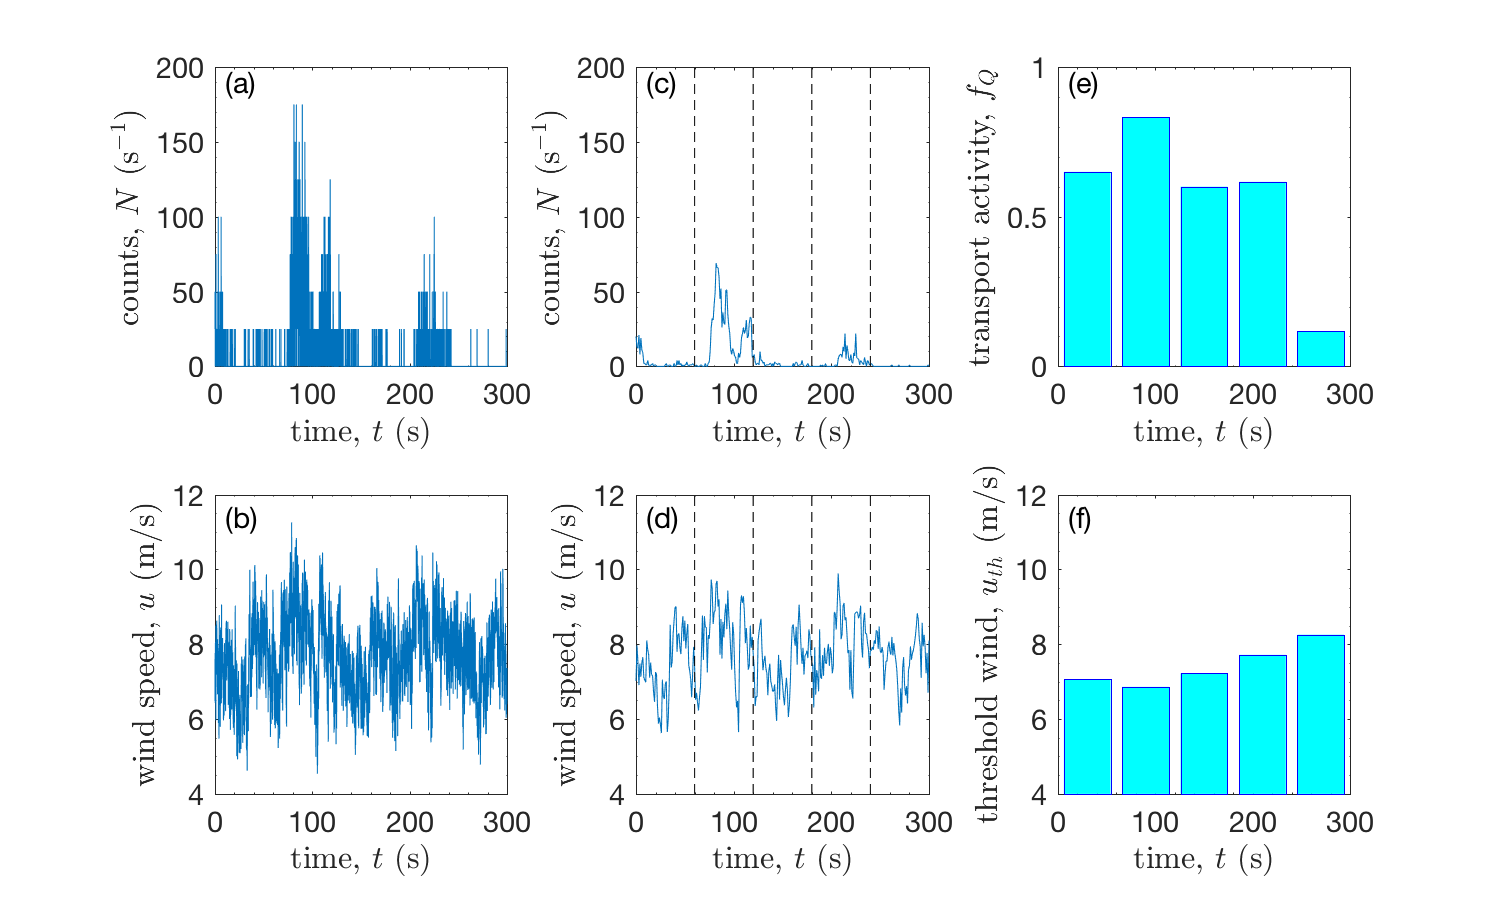 (a)
200
150
100
50
0
counts, N (s⁻¹)
0 100 200 300
time, t (s)
(c)
200
150
100
50
0
counts, N (s⁻¹)
0 100 200 300
time, t (s)
(e)
1
0.5
0
transport activity, f_Q
0 100 200 300
time, t (s)
(b)
12
10
8
6
4
wind speed, u (m/s)
0 100 200 300
time, t (s)
(d)
12
10
8
6
4
wind speed, u (m/s)
0 100 200 300
time, t (s)
(f)
12
10
8
6
4
threshold wind, u_th (m/s)
0 100 200 300
time, t (s)